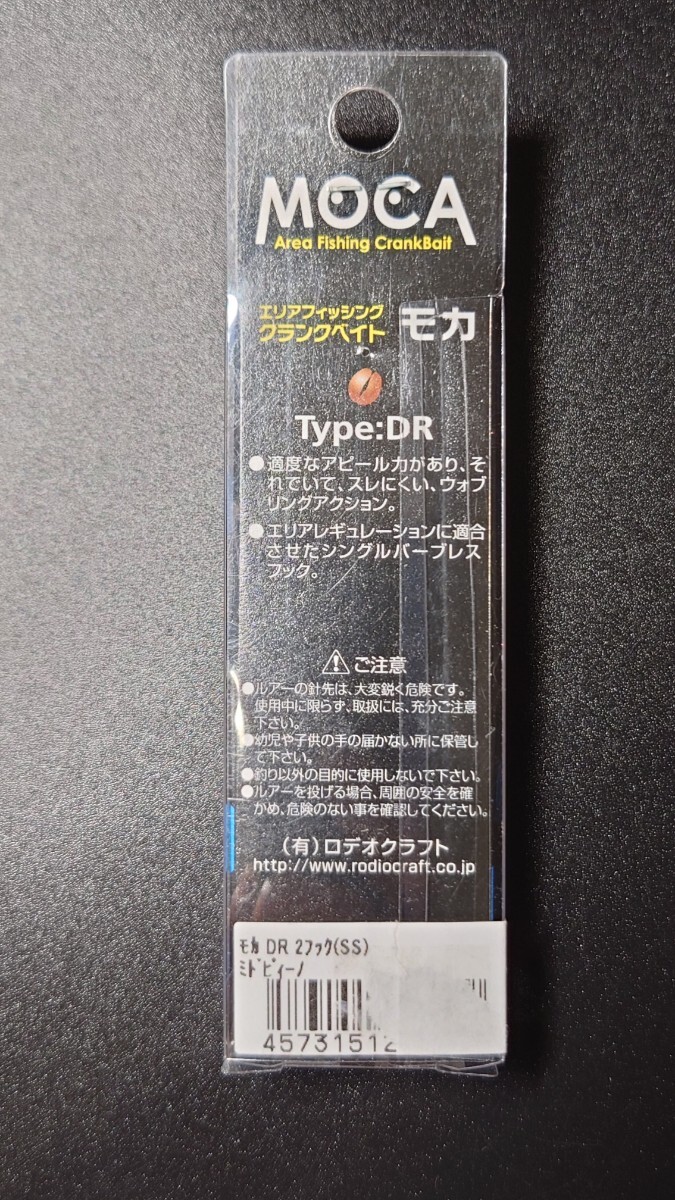 MOCA
Area Fishing CrankBait
エリアフィッシング
クランクベイト モカ
Type:DR
●適度なアピール力があり、そ
れでいて、スレにくい、ウォブ
リングアクション。
●エリアレギュレーションに適合
させたシングルバーブレス
フック。
⚠ご注意
●ルアーの針先は、大変鋭く危険です。
使用中に限らず、取扱には、充分ご注意
下さい。
●幼児や子供の手の届かない所に保管し
て下さい。
●釣り以外の目的に使用しないで下さい。
●ルアーを投げる場合、周囲の安全を確
かめ、危険のない事を確認してください。
(有)ロデオクラフト
http://www.rodiocraft.co.jp
ﾓｶ DR 2ﾌｯｸ(SS)
ﾐﾄﾞﾋﾟｨｰﾉ
45731512